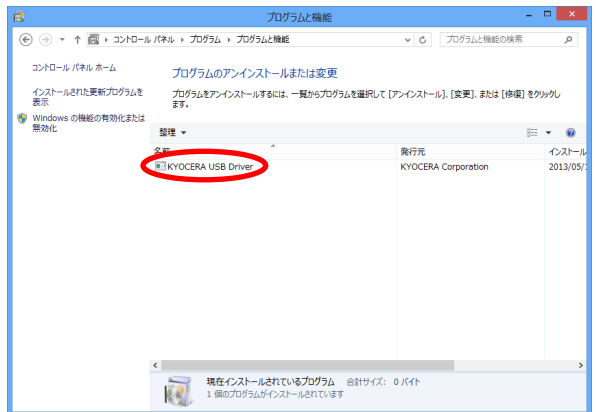 プログラムと機能
コントロール パネル ▸ プログラム ▸ プログラムと機能
プログラムと機能の検索
コントロール パネル ホーム
インストールされた更新プログラムを
表示
Windows の機能の有効化または
無効化
プログラムのアンインストールまたは変更
プログラムをアンインストールするには、一覧からプログラムを選択して [アンインストール]、[変更]、または [修復] をクリックし
ます。
整理
名前 発行元 インストール
KYOCERA USB Driver KYOCERA Corporation 2013/05/
現在インストールされているプログラム 合計サイズ: 0 バイト
1 個のプログラムがインストールされています